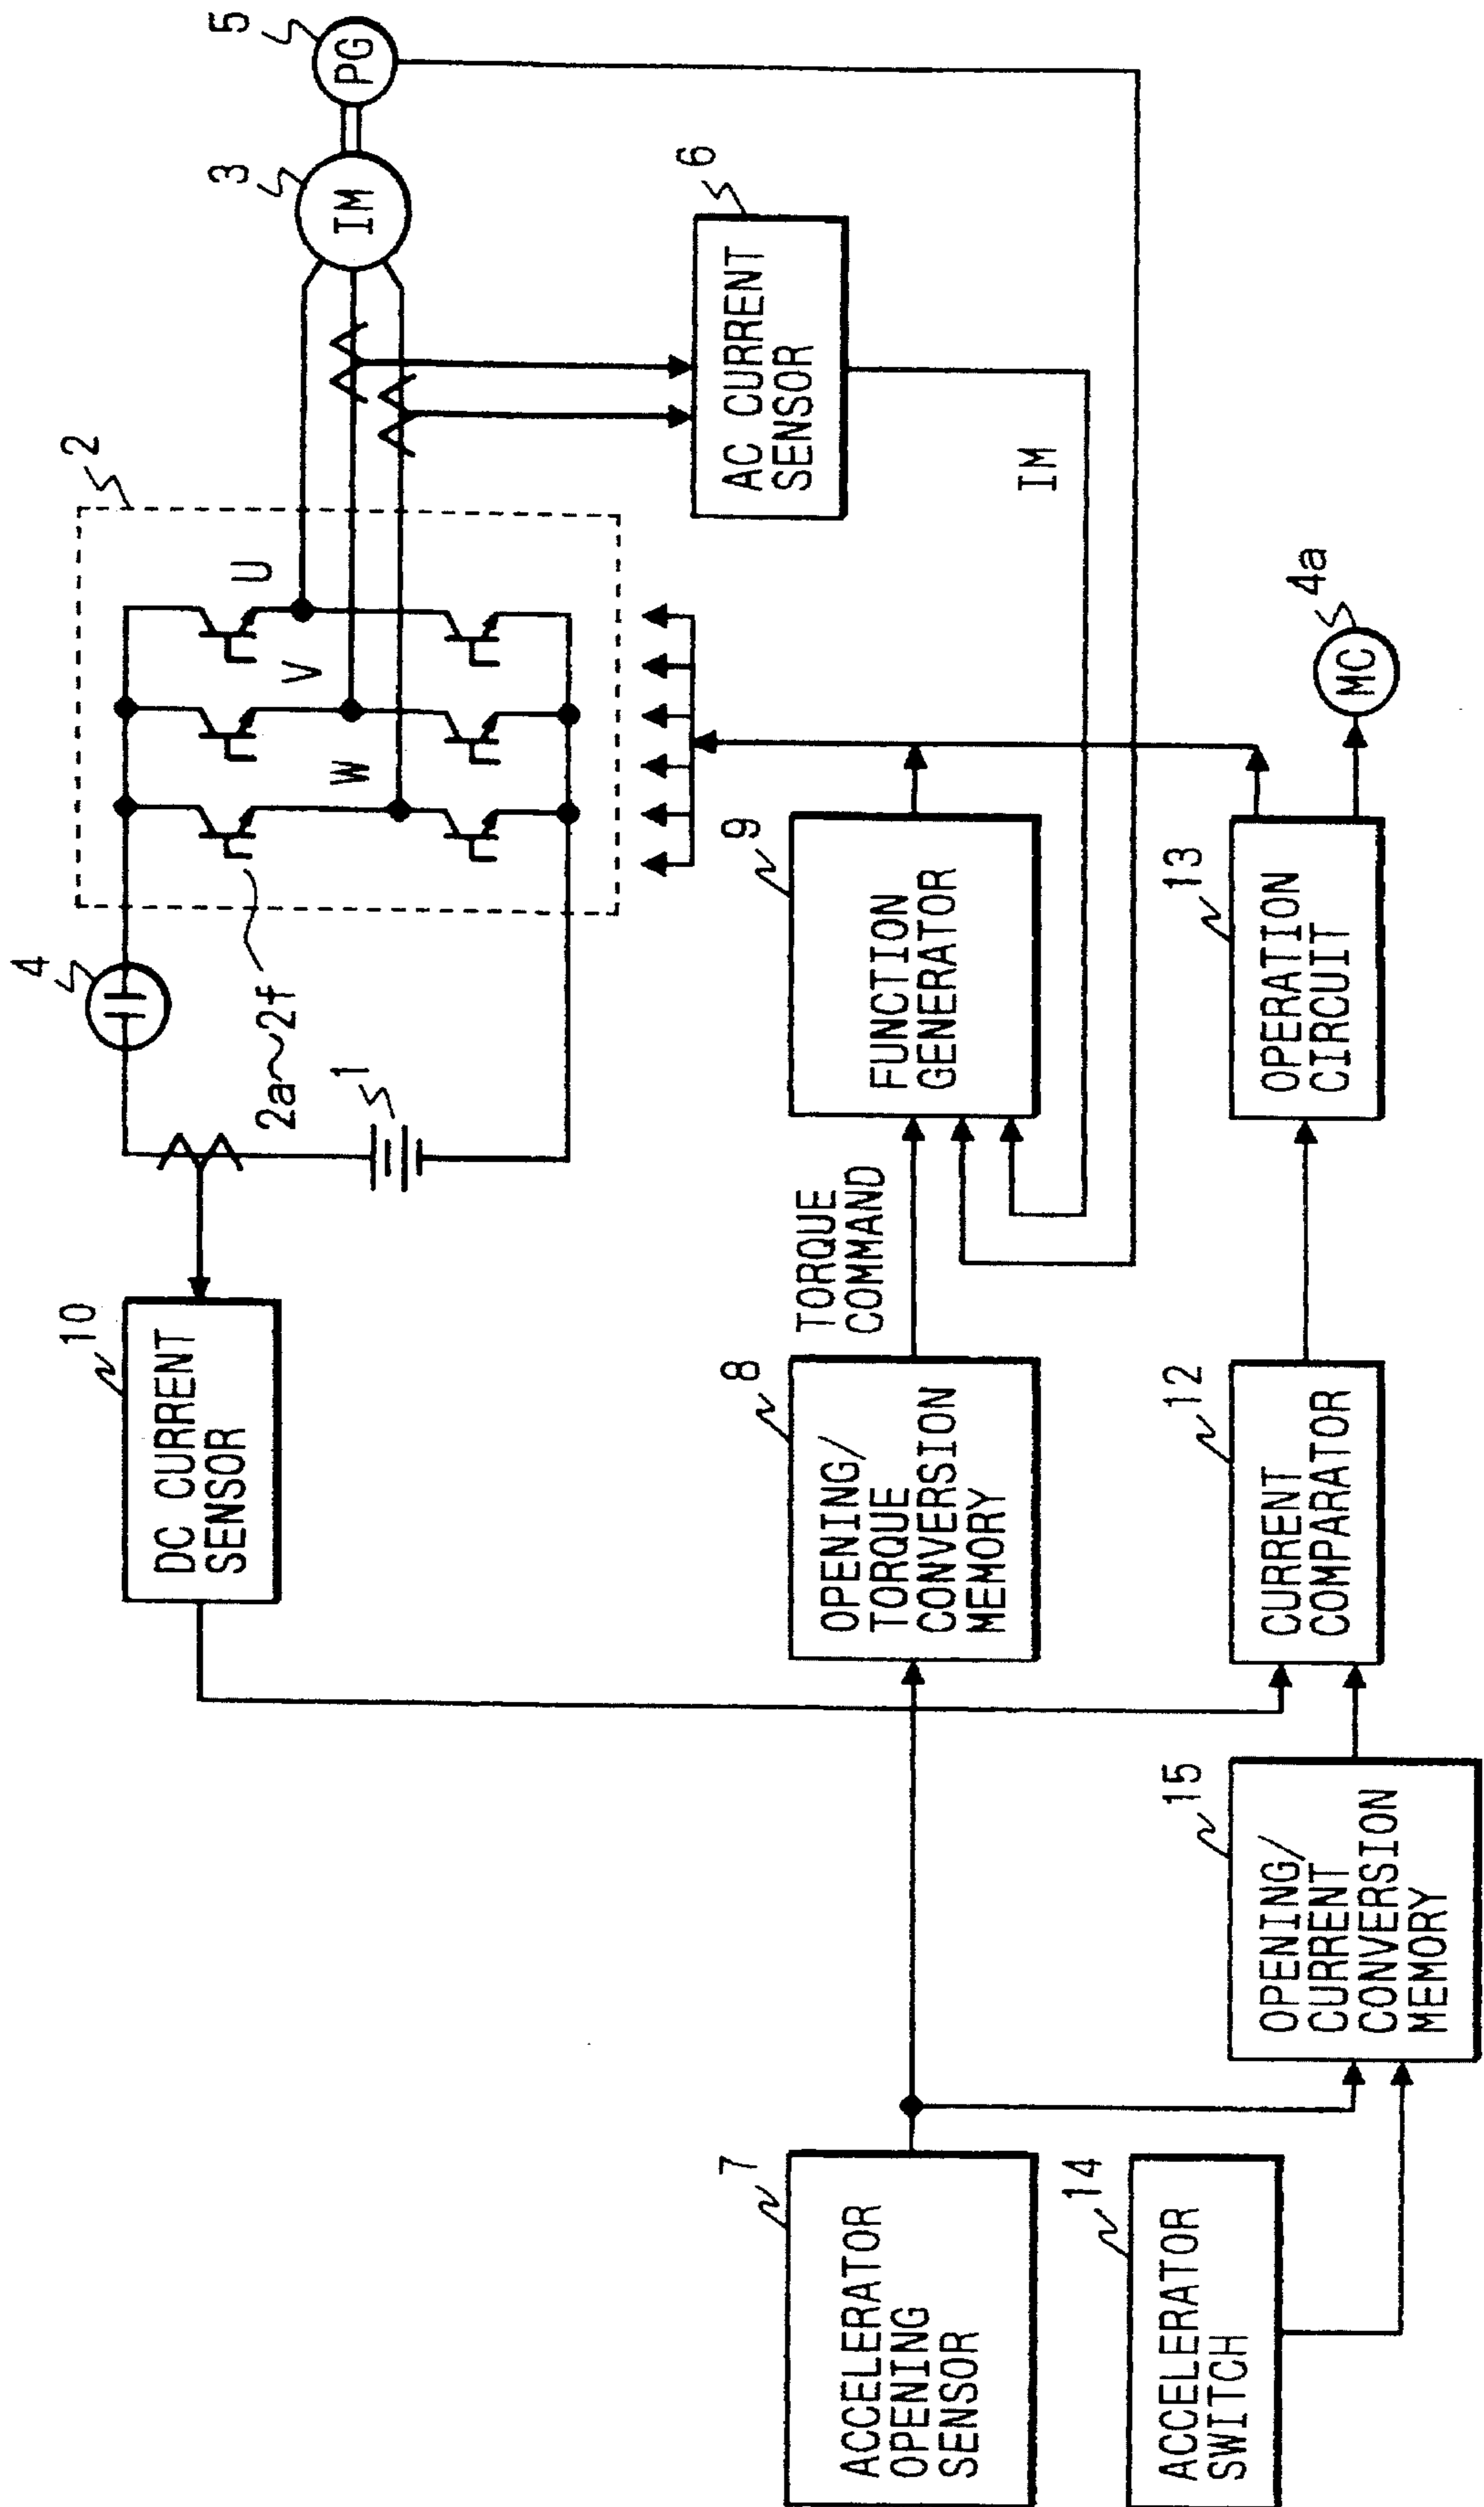 4
2
3
5
IM
PG
U
V
W
2a~2f
1
10
DC CURRENT
SENSOR
6
AC CURRENT
SENSOR
IM
7
ACCELERATOR
OPENING
SENSOR
8
OPENING/
TORQUE
CONVERSION
MEMORY
TORQUE
COMMAND
9
FUNCTION
GENERATOR
14
ACCELERATOR
SWITCH
15
OPENING/
CURRENT
CONVERSION
MEMORY
12
CURRENT
COMPARATOR
13
OPERATION
CIRCUIT
MC
4a